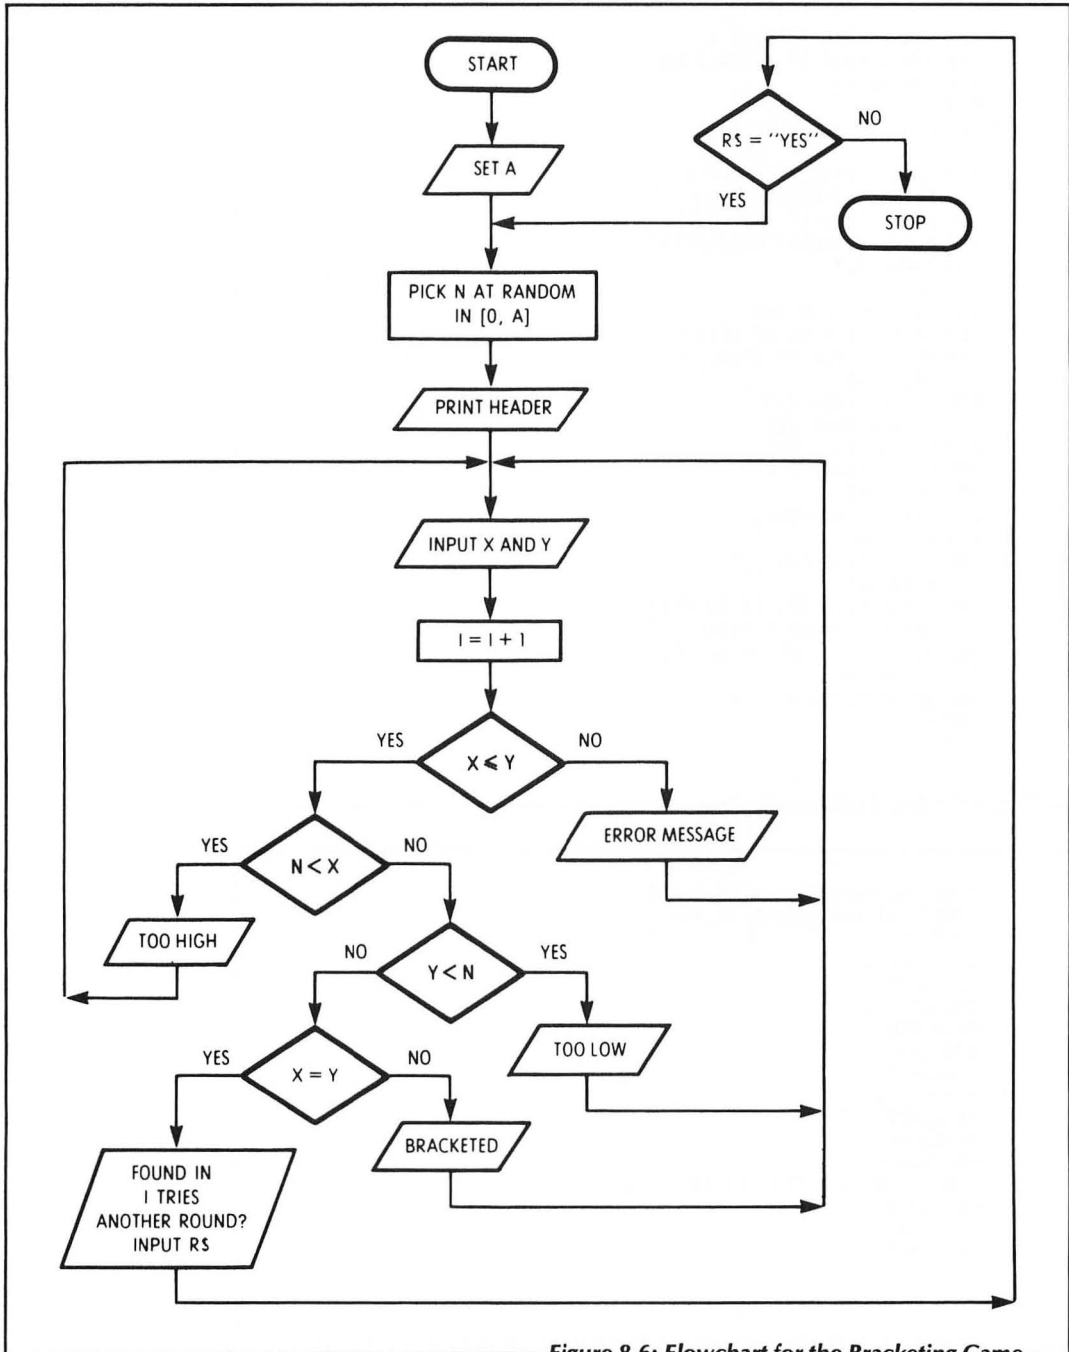 START
R$ = "YES"
NO
SET A
YES
STOP
PICK N AT RANDOM
IN [0, A]
PRINT HEADER
INPUT X AND Y
I = I + 1
YES
X ⩽ Y
NO
ERROR MESSAGE
YES
N < X
NO
TOO HIGH
NO
Y < N
YES
TOO LOW
YES
X = Y
NO
BRACKETED
FOUND IN
I TRIES
ANOTHER ROUND?
INPUT R$
Figure 8.6: Flowchart for the Bracketing Game